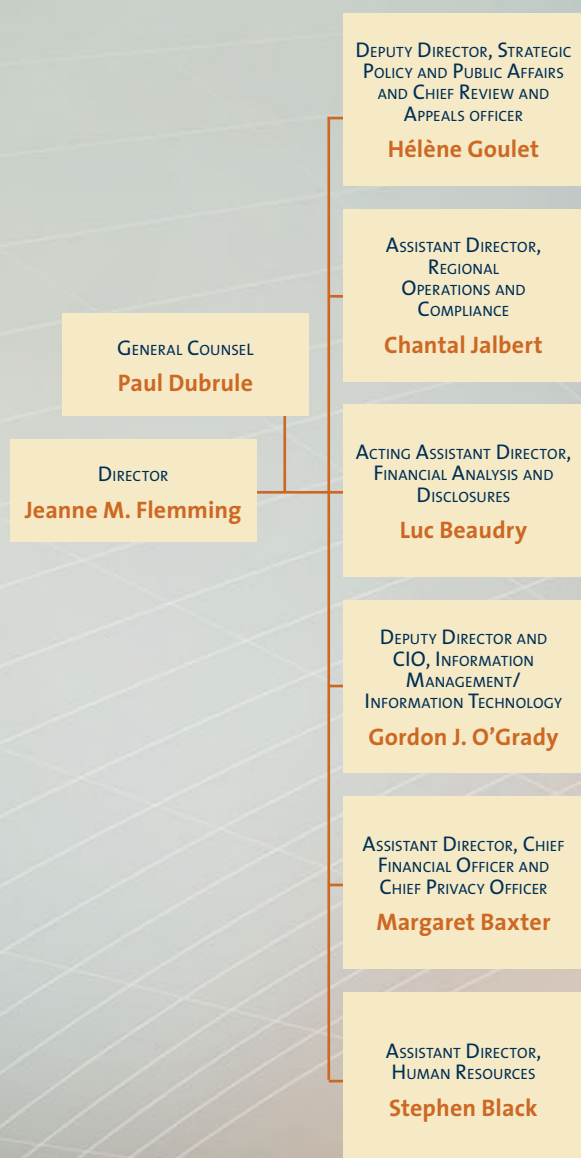 Deputy Director, Strategic
Policy and Public Affairs
and Chief Review and
Appeals officer
Hélène Goulet
Assistant Director,
Regional
Operations and
Compliance
Chantal Jalbert
General Counsel
Paul Dubrule
Director
Jeanne M. Flemming
Acting Assistant Director,
Financial Analysis and
Disclosures
Luc Beaudry
Deputy Director and
CIO, Information
Management/
Information Technology
Gordon J. O’Grady
Assistant Director, Chief
Financial Officer and
Chief Privacy Officer
Margaret Baxter
Assistant Director,
Human Resources
Stephen Black